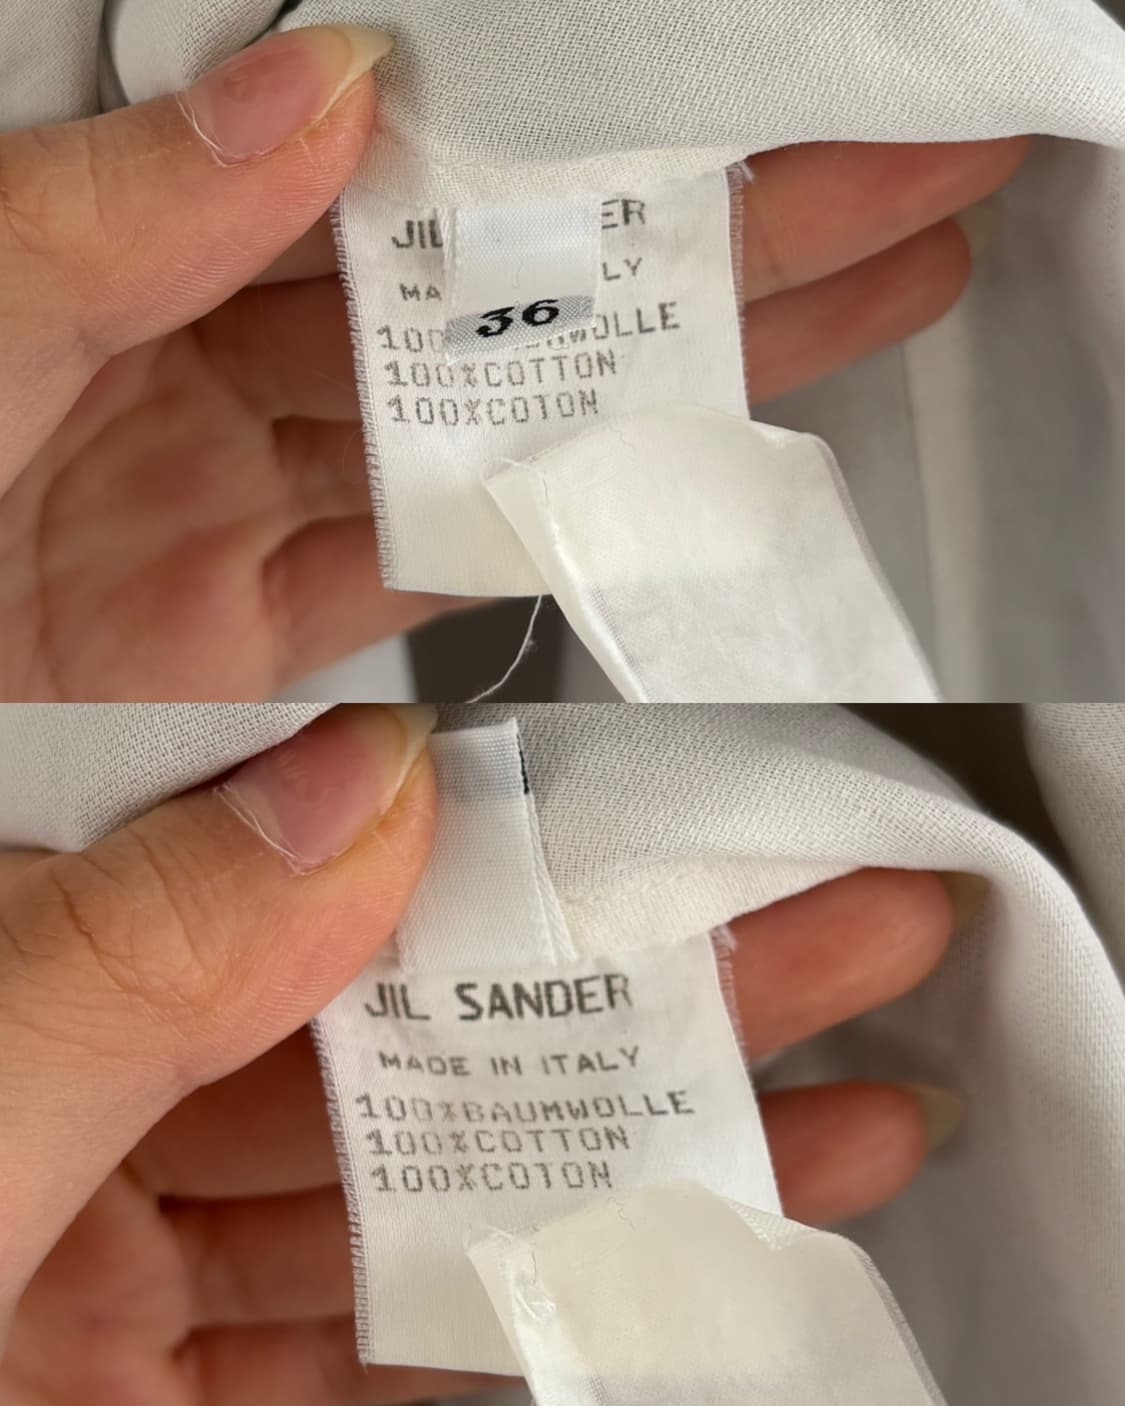 JIL ER
MA LY
36
100 WOLLE
100%COTTON
100%COTON
JIL SANDER
MADE IN ITALY
100%BAUMWOLLE
100%COTTON
100%COTON